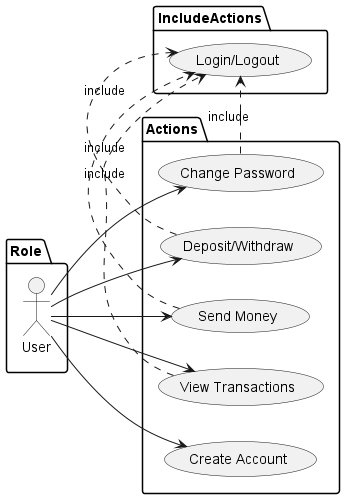 IncludeActions
Login/Logout
include
include
Actions
include
include
Change Password
Role
Deposit/Withdraw
Send Money
User
View Transactions
Create Account